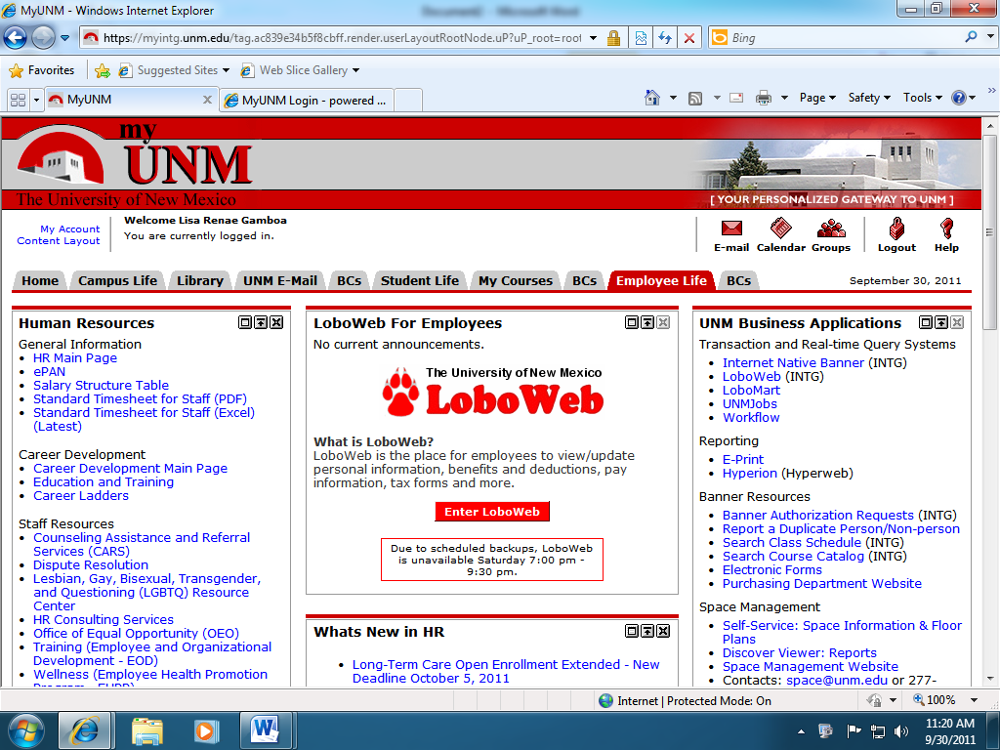 MyUNM - Windows Internet Explorer
Document2 - Microsoft Word
https://myintg.unm.edu/tag.ac839e34b5f8cbff.render.userLayoutRootNode.uP?uP_root=root
Bing
Favorites
Suggested Sites
Web Slice Gallery
MyUNM
MyUNM Login - powered ...
Page
Safety
Tools
my
UNM
The University of New Mexico
[ YOUR PERSONALIZED GATEWAY TO UNM ]
My Account
Content Layout
Welcome Lisa Renae Gamboa
You are currently logged in.
E-mail
Calendar
Groups
Logout
Help
Home
Campus Life
Library
UNM E-Mail
BCs
Student Life
My Courses
BCs
Employee Life
BCs
September 30, 2011
Human Resources
General Information
• HR Main Page
• ePAN
• Salary Structure Table
• Standard Timesheet for Staff (PDF)
• Standard Timesheet for Staff (Excel)
(Latest)
Career Development
• Career Development Main Page
• Education and Training
• Career Ladders
Staff Resources
• Counseling Assistance and Referral
Services (CARS)
• Dispute Resolution
• Lesbian, Gay, Bisexual, Transgender,
and Questioning (LGBTQ) Resource
Center
• HR Consulting Services
• Office of Equal Opportunity (OEO)
• Training (Employee and Organizational
Development - EOD)
• Wellness (Employee Health Promotion
Program - EHPP)
LoboWeb For Employees
No current announcements.
The University of New Mexico
LoboWeb
What is LoboWeb?
LoboWeb is the place for employees to view/update
personal information, benefits and deductions, pay
information, tax forms and more.
Enter LoboWeb
Due to scheduled backups, LoboWeb
is unavailable Saturday 7:00 pm -
9:30 pm.
Whats New in HR
• Long-Term Care Open Enrollment Extended - New
Deadline October 5, 2011
UNM Business Applications
Transaction and Real-time Query Systems
• Internet Native Banner (INTG)
• LoboWeb (INTG)
• LoboMart
• UNMJobs
• Workflow
Reporting
• E-Print
• Hyperion (Hyperweb)
Banner Resources
• Banner Authorization Requests (INTG)
• Report a Duplicate Person/Non-person
• Search Class Schedule (INTG)
• Search Course Catalog (INTG)
• Electronic Forms
• Purchasing Department Website
Space Management
• Self-Service: Space Information & Floor
Plans
• Discover Viewer: Reports
• Space Management Website
• Contacts: space@unm.edu or 277-
Internet | Protected Mode: On
100%
11:20 AM
9/30/2011